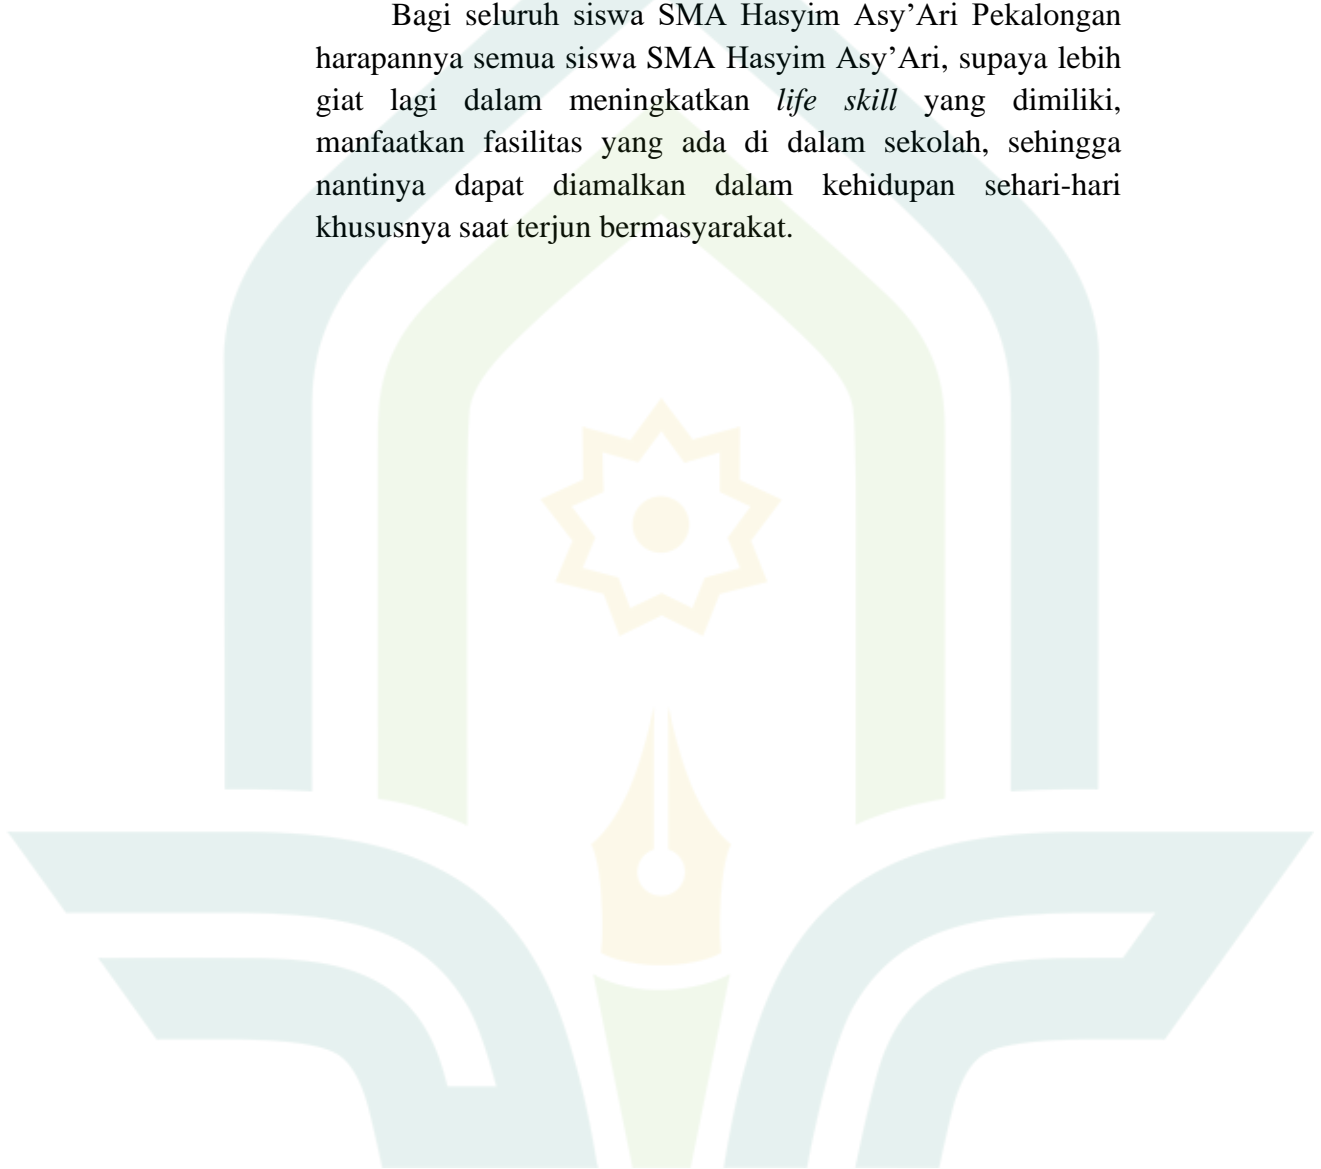 Bagi seluruh siswa SMA Hasyim Asy’Ari Pekalongan
harapannya semua siswa SMA Hasyim Asy’Ari, supaya lebih
giat lagi dalam meningkatkan life skill yang dimiliki,
manfaatkan fasilitas yang ada di dalam sekolah, sehingga
nantinya dapat diamalkan dalam kehidupan sehari-hari
khususnya saat terjun bermasyarakat.